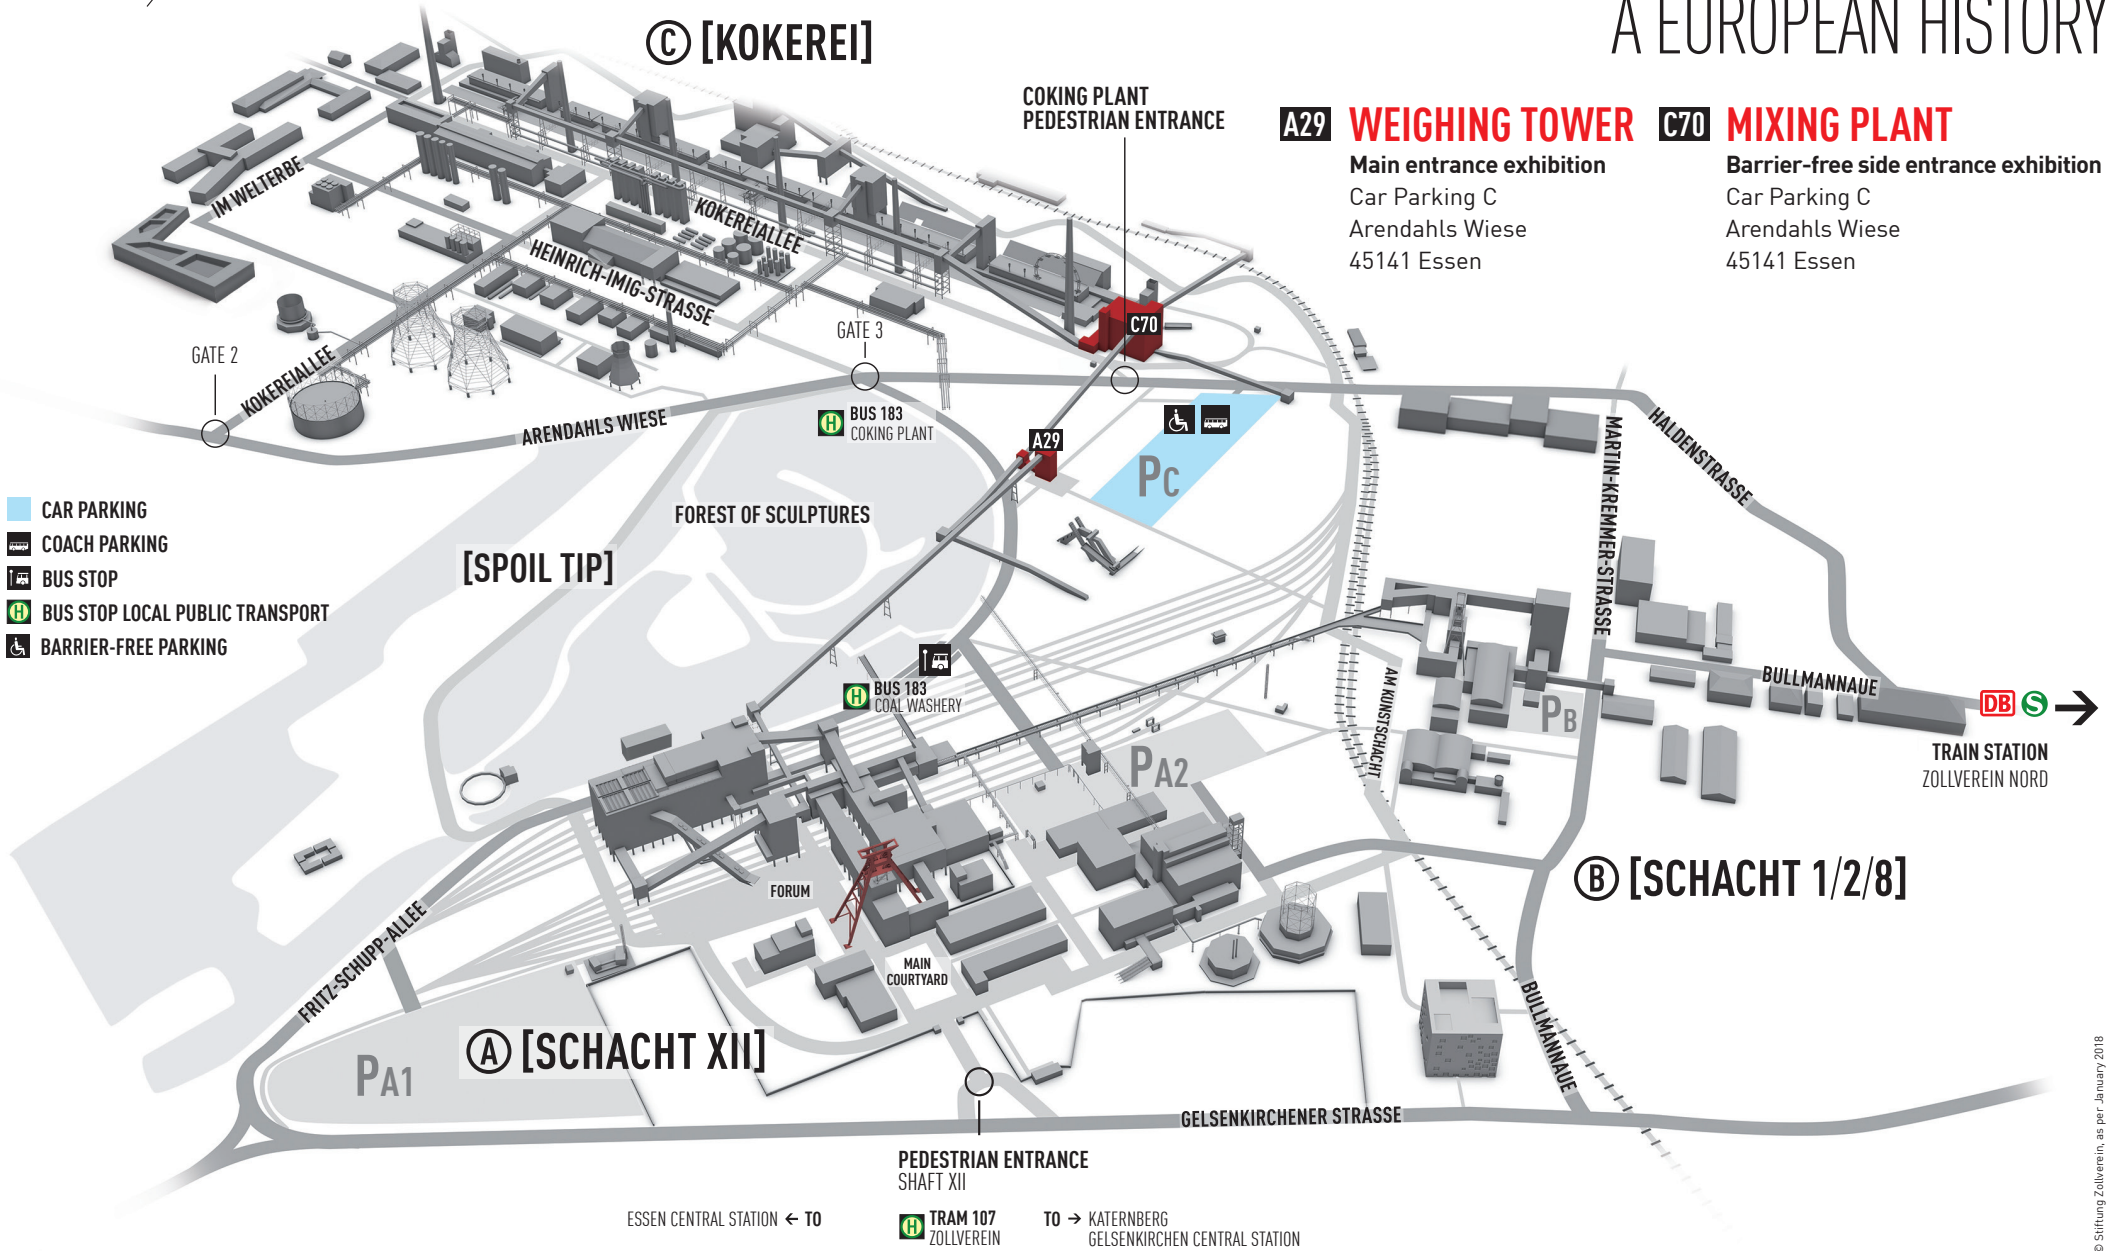 A EUROPEAN HISTORY
Ⓒ [KOKEREI]
COKING PLANT
PEDESTRIAN ENTRANCE
A29 WEIGHING TOWER
Main entrance exhibition
Car Parking C
Arendahls Wiese
45141 Essen
C70 MIXING PLANT
Barrier-free side entrance exhibition
Car Parking C
Arendahls Wiese
45141 Essen
IM WELTERBE
KOKEREIALLEE
HEINRICH-IMIG-STRASSE
C70
GATE 3
GATE 2
KOKEREIALLEE
ARENDAHLS WIESE
H BUS 183
COKING PLANT
A29
PC
MARTIN-KREMMER-STRASSE
HALDENSTRASSE
CAR PARKING
COACH PARKING
BUS STOP
H BUS STOP LOCAL PUBLIC TRANSPORT
BARRIER-FREE PARKING
FOREST OF SCULPTURES
[SPOIL TIP]
H BUS 183
COAL WASHERY
AM KUNSTSCHACHT
BULLMANNAUE
PB
DB S
TRAIN STATION
ZOLLVEREIN NORD
PA2
FORUM
Ⓑ [SCHACHT 1/2/8]
FRITZ-SCHUPP-ALLEE
MAIN
COURTYARD
Ⓐ [SCHACHT XII]
PA1
BULLMANNAUE
GELSENKIRCHENER STRASSE
PEDESTRIAN ENTRANCE
SHAFT XII
ESSEN CENTRAL STATION ← TO
H TRAM 107
ZOLLVEREIN
TO → KATERNBERG
GELSENKIRCHEN CENTRAL STATION
© Stiftung Zollverein, as per January 2018